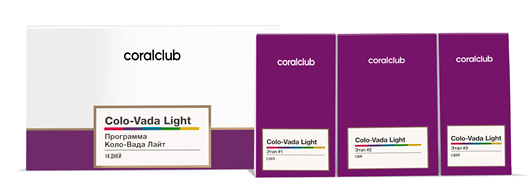 coralclub
Colo-Vada Light
Программа
Коло-Вада Лайт
14 ДНЕЙ
coralclub
Colo-Vada Light
Этап #1
coralclub
Colo-Vada Light
Этап #2
coralclub
Colo-Vada Light
Этап #3